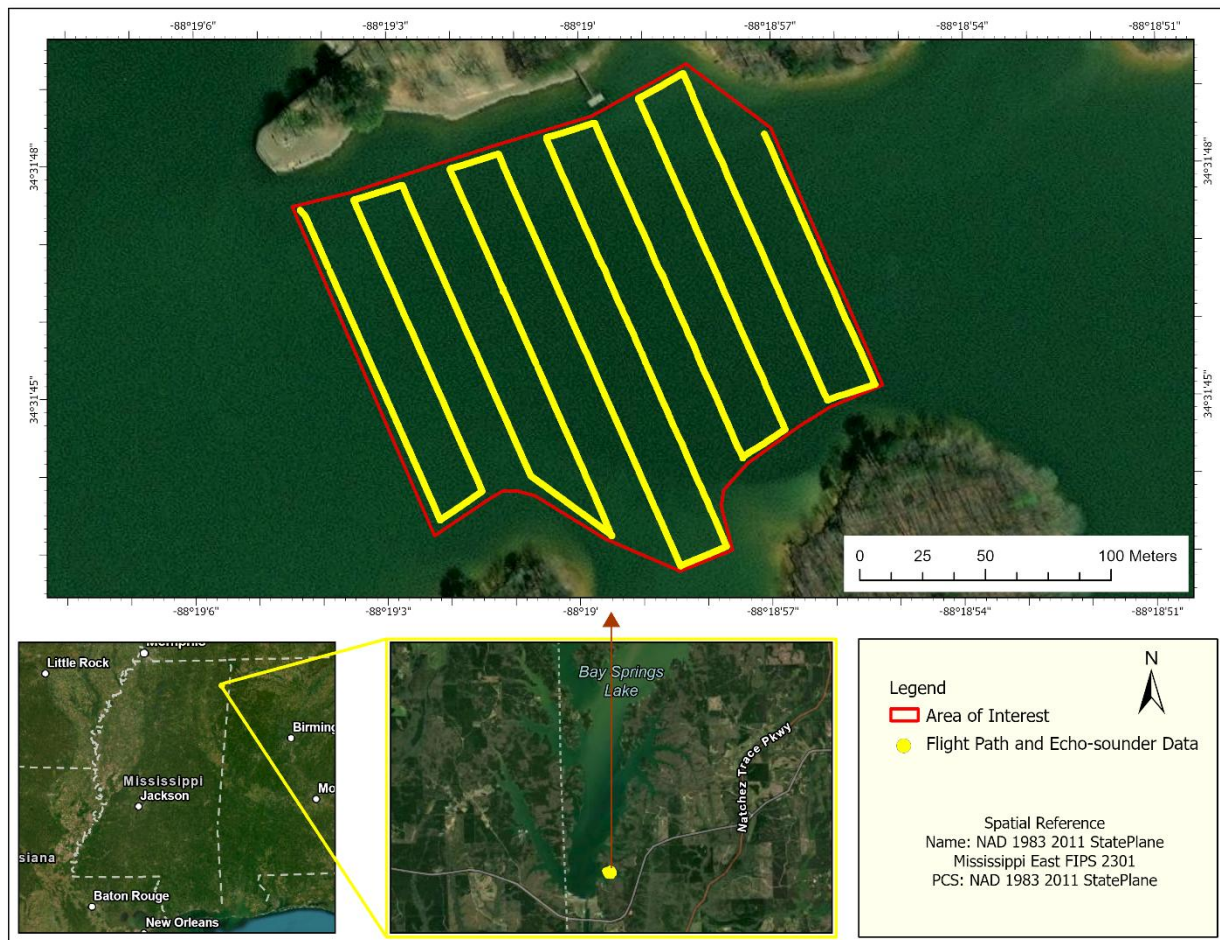 -88°19'6" -88°19'3" -88°19' -88°18'57" -88°18'54" -88°18'51"
34°31'48" 34°31'48"
34°31'45" 34°31'45"
0 25 50 100 Meters
-88°19'6" -88°19'3" -88°19' -88°18'57" -88°18'54" -88°18'51"
Memphis
Little Rock
Birming
Mississippi
Jackson
Mo
siana
Baton Rouge
New Orleans
Bay Springs
Lake
Natchez Trace Pkwy
N
Legend
Area of Interest
Flight Path and Echo-sounder Data
Spatial Reference
Name: NAD 1983 2011 StatePlane
Mississippi East FIPS 2301
PCS: NAD 1983 2011 StatePlane